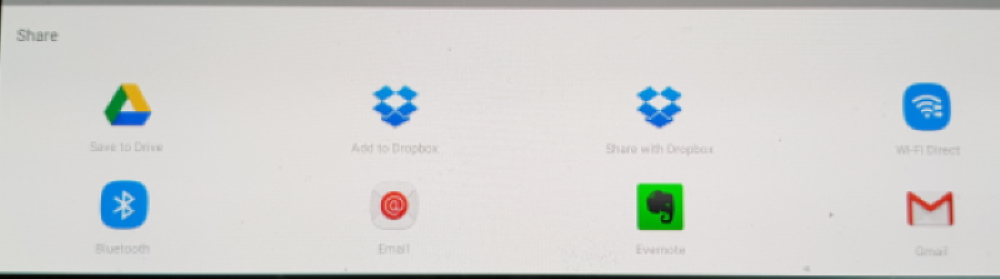 Share
Save to Drive
Add to Dropbox
Share with Dropbox
Wi-Fi Direct
Bluetooth
@
Email
Evernote
Gmail